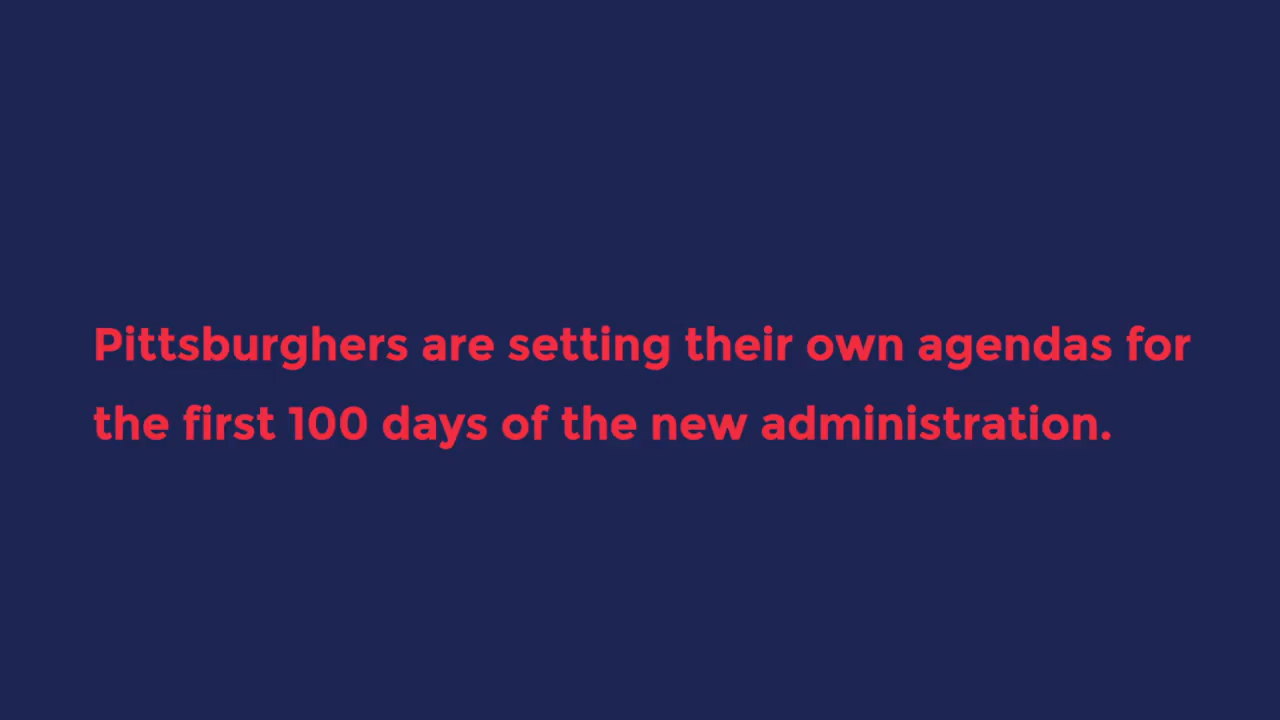 Pittsburghers are setting their own agendas for
the first 100 days of the new administration.